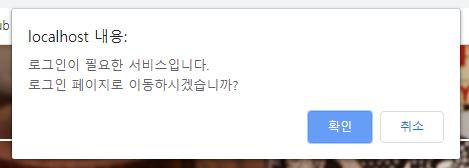 localhost 내용:
로그인이 필요한 서비스입니다.
로그인 페이지로 이동하시겠습니까?
확인
취소